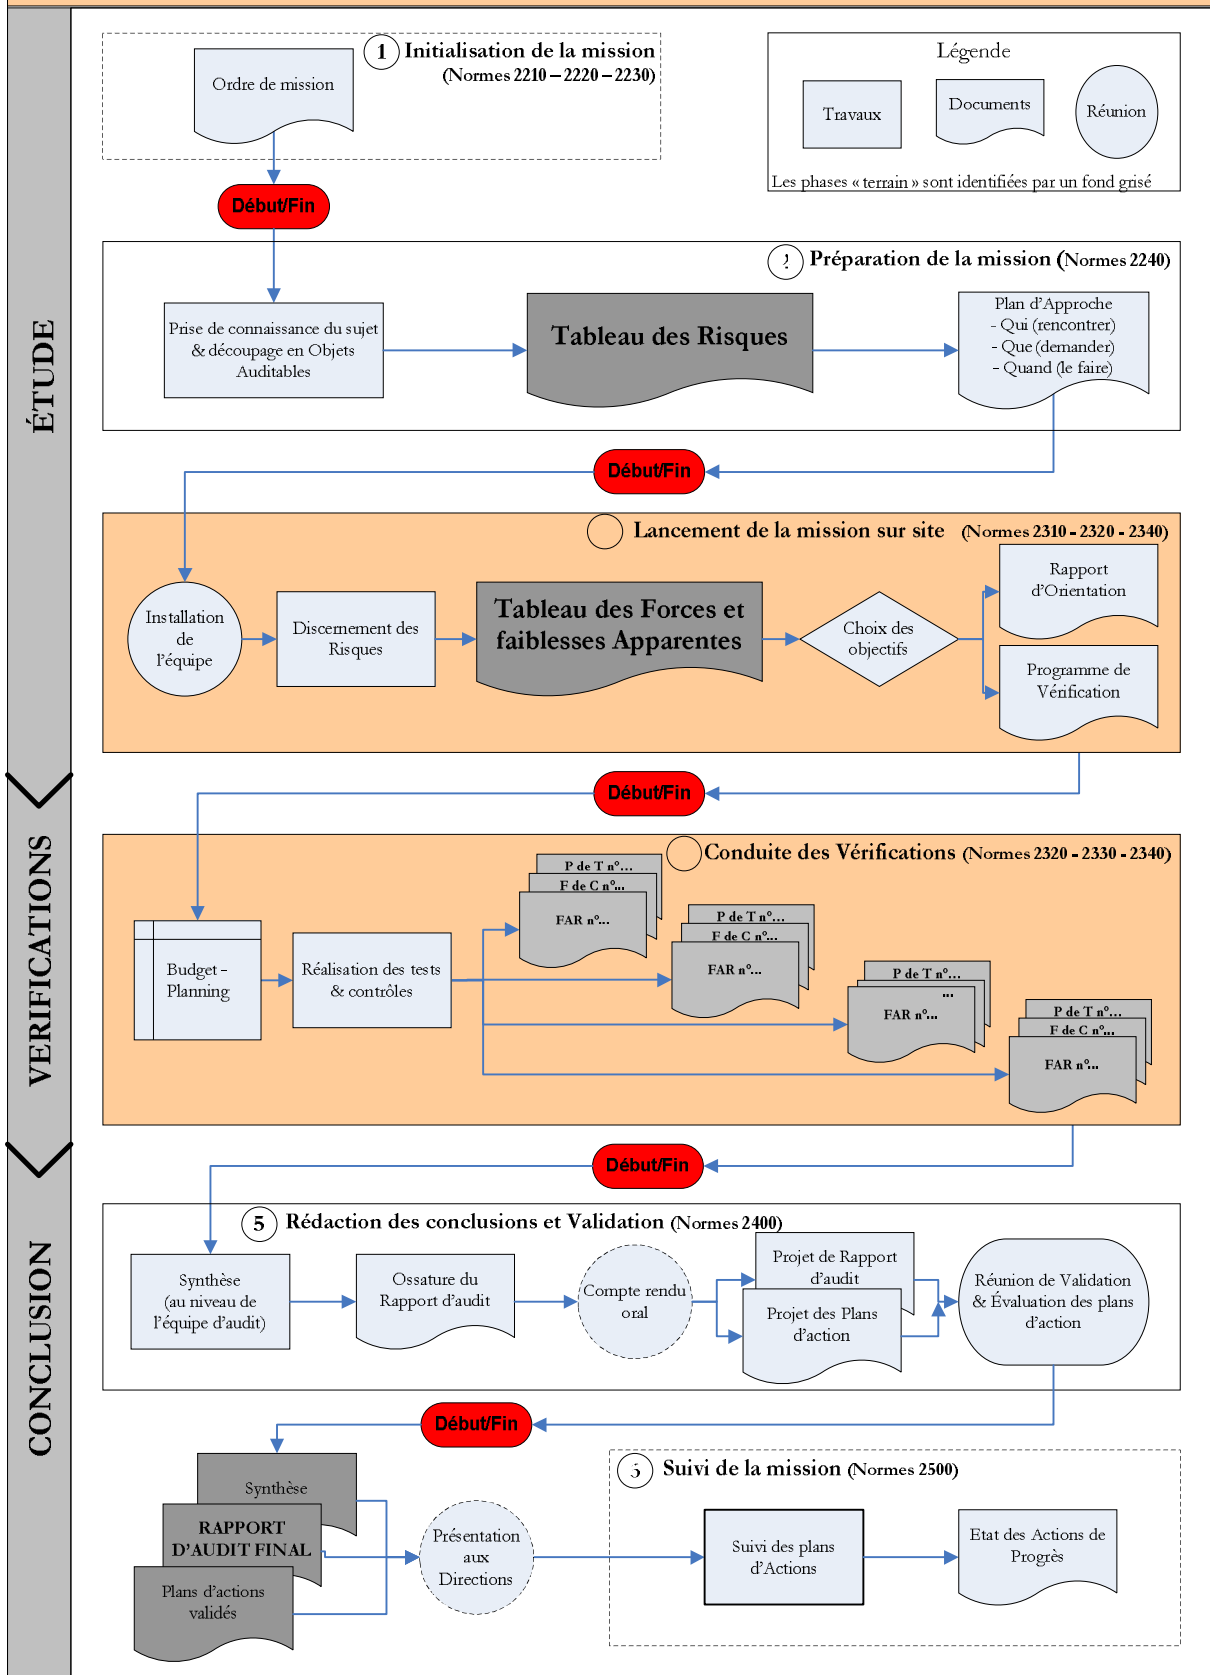 1 Initialisation de la mission
(Normes 2210 – 2220 – 2230)
Ordre de mission
Légende
Travaux
Documents
Réunion
Les phases « terrain » sont identifiées par un fond grisé
Début/Fin
ÉTUDE
Préparation de la mission (Normes 2240)
Prise de connaissance du sujet
& découpage en Objets
Auditables
Tableau des Risques
Plan d'Approche
- Qui (rencontrer)
- Que (demander)
- Quand (le faire)
Début/Fin
Lancement de la mission sur site (Normes 2310 - 2320 - 2340)
Installation
de
l'équipe
Discernement des
Risques
Tableau des Forces et
faiblesses Apparentes
Choix des
objectifs
Rapport
d'Orientation
Programme de
Vérification
Début/Fin
VERIFICATIONS
Conduite des Vérifications (Normes 2320 - 2330 - 2340)
Budget -
Planning
Réalisation des tests
& contrôles
P de T n°...
F de C n°...
FAR n°...
P de T n°...
F de C n°...
FAR n°...
P de T n°...
...
FAR n°...
P de T n°...
F de C n°...
FAR n°...
Début/Fin
CONCLUSION
5 Rédaction des conclusions et Validation (Normes 2400)
Synthèse
(au niveau de
l'équipe d'audit)
Ossature du
Rapport d'audit
Compte rendu
oral
Projet de Rapport
d'audit
Projet des Plans
d'action
Réunion de Validation
& Évaluation des plans
d'action
Début/Fin
Synthèse
RAPPORT
D'AUDIT FINAL
Plans d'actions
validés
Présentation
aux
Directions
Suivi de la mission (Normes 2500)
Suivi des plans
d'Actions
Etat des Actions de
Progrès